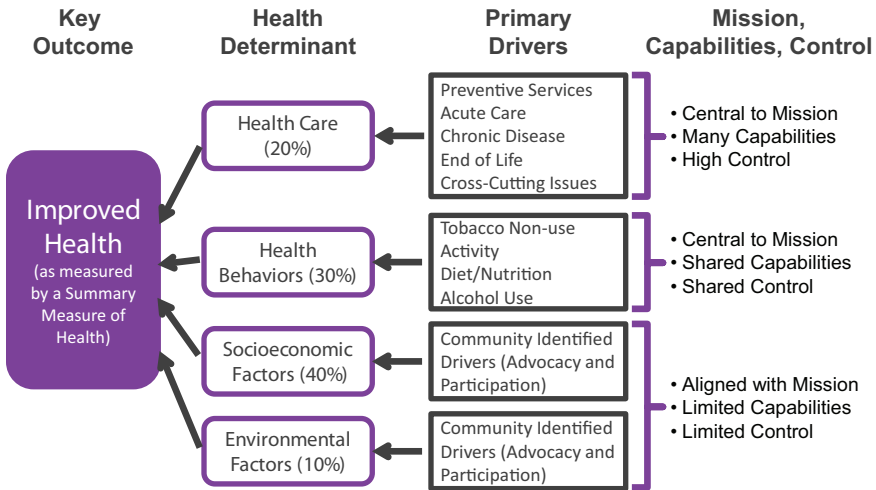 Key
Outcome
Health
Determinant
Primary
Drivers
Mission,
Capabilities, Control
Improved
Health
(as measured
by a Summary
Measure of
Health)
Health Care
(20%)
Preventive Services
Acute Care
Chronic Disease
End of Life
Cross-Cutting Issues
• Central to Mission
• Many Capabilities
• High Control
Health
Behaviors (30%)
Tobacco Non-use
Activity
Diet/Nutrition
Alcohol Use
• Central to Mission
• Shared Capabilities
• Shared Control
Socioeconomic
Factors (40%)
Community Identified
Drivers (Advocacy and
Participation)
Environmental
Factors (10%)
Community Identified
Drivers (Advocacy and
Participation)
• Aligned with Mission
• Limited Capabilities
• Limited Control